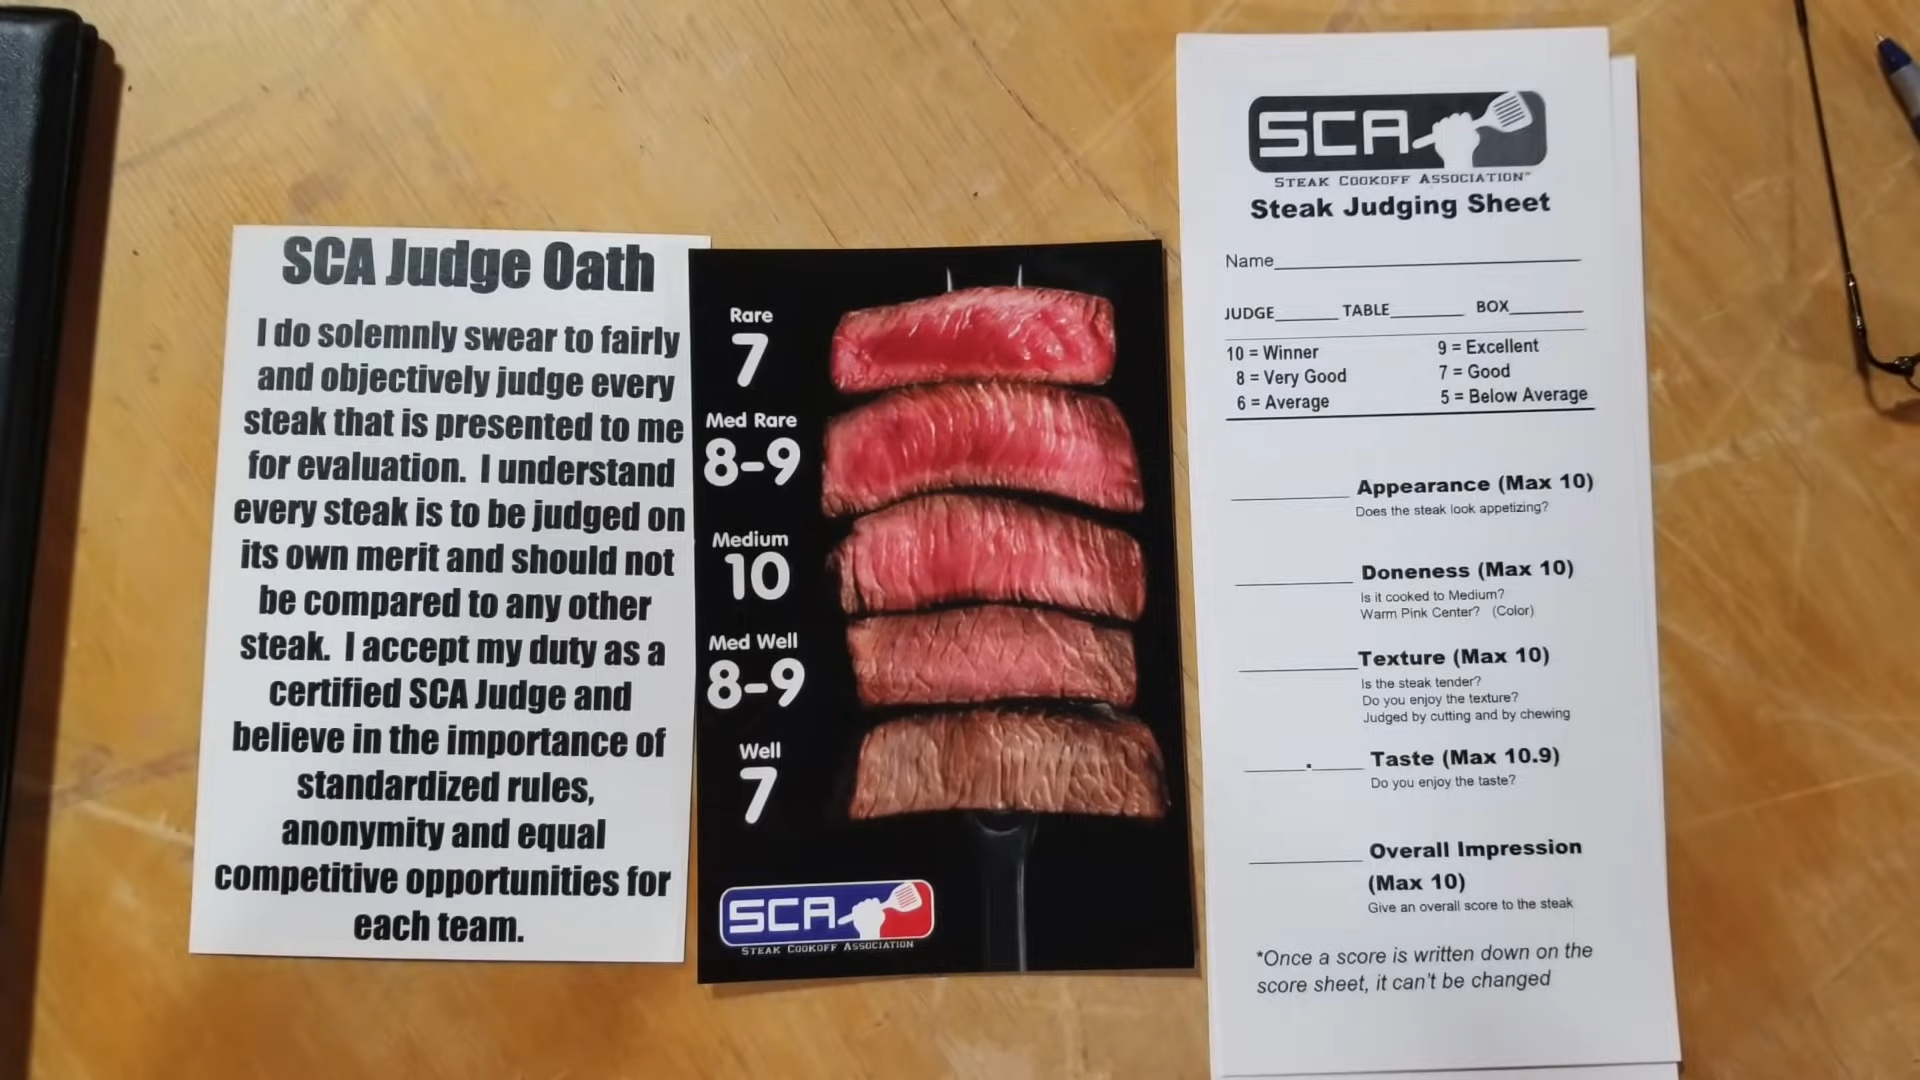 SCA Judge Oath
I do solemnly swear to fairly
and objectively judge every
steak that is presented to me
for evaluation. I understand
every steak is to be judged on
its own merit and should not
be compared to any other
steak. I accept my duty as a
certified SCA Judge and
believe in the importance of
standardized rules,
anonymity and equal
competitive opportunities for
each team.
Rare
7
Med Rare
8-9
Medium
10
Med Well
8-9
Well
7
SCA
STEAK COOKOFF ASSOCIATION
SCA
STEAK COOKOFF ASSOCIATION™
Steak Judging Sheet
Name
JUDGE TABLE BOX
10 = Winner 9 = Excellent
8 = Very Good 7 = Good
6 = Average 5 = Below Average
Appearance (Max 10)
Does the steak look appetizing?
Doneness (Max 10)
Is it cooked to Medium?
Warm Pink Center? (Color)
Texture (Max 10)
Is the steak tender?
Do you enjoy the texture?
Judged by cutting and by chewing
. Taste (Max 10.9)
Do you enjoy the taste?
Overall Impression
(Max 10)
Give an overall score to the steak
*Once a score is written down on the
score sheet, it can't be changed